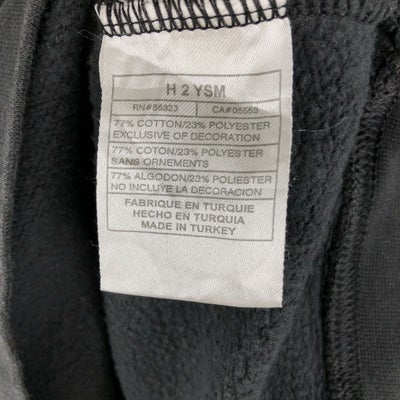 H 2 YSM
RN#56323 CA#05553
77% COTTON/23% POLYESTER
EXCLUSIVE OF DECORATION
77% COTON/23% POLYESTER
SANS ORNEMENTS
77% ALGODON/23% POLIESTER
NO INCLUYE LA DECORACION
FABRIQUE EN TURQUIE
HECHO EN TURQUIA
MADE IN TURKEY